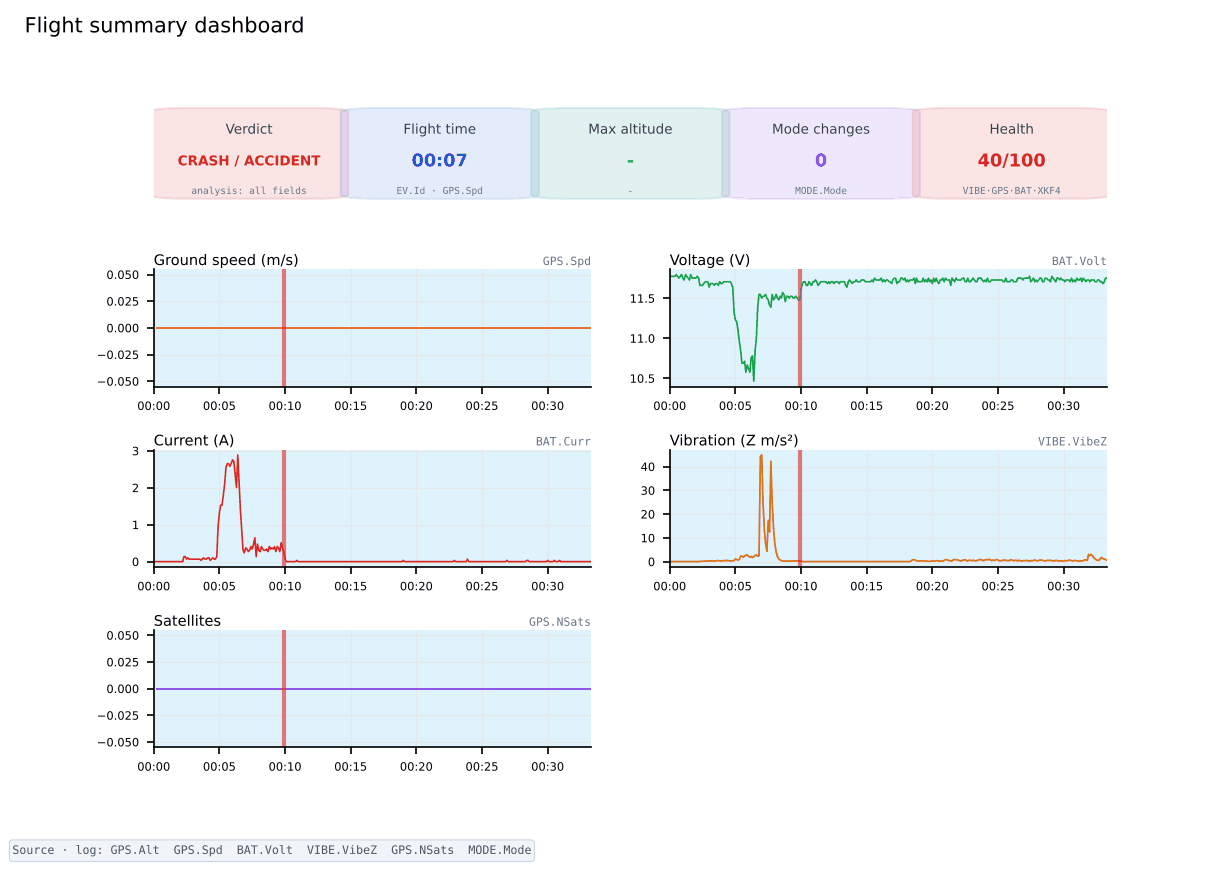 Flight summary dashboard
Verdict
CRASH / ACCIDENT
analysis: all fields
Flight time
00:07
EV.Id · GPS.Spd
Max altitude
-
-
Mode changes
0
MODE.Mode
Health
40/100
VIBE·GPS·BAT·XKF4
Ground speed (m/s) GPS.Spd
0.050
0.025
0.000
−0.025
−0.050
00:00 00:05 00:10 00:15 00:20 00:25 00:30
Voltage (V) BAT.Volt
11.5
11.0
10.5
00:00 00:05 00:10 00:15 00:20 00:25 00:30
Current (A) BAT.Curr
3
2
1
0
00:00 00:05 00:10 00:15 00:20 00:25 00:30
Vibration (Z m/s²) VIBE.VibeZ
40
30
20
10
0
00:00 00:05 00:10 00:15 00:20 00:25 00:30
Satellites GPS.NSats
0.050
0.025
0.000
−0.025
−0.050
00:00 00:05 00:10 00:15 00:20 00:25 00:30
Source · log: GPS.Alt GPS.Spd BAT.Volt VIBE.VibeZ GPS.NSats MODE.Mode